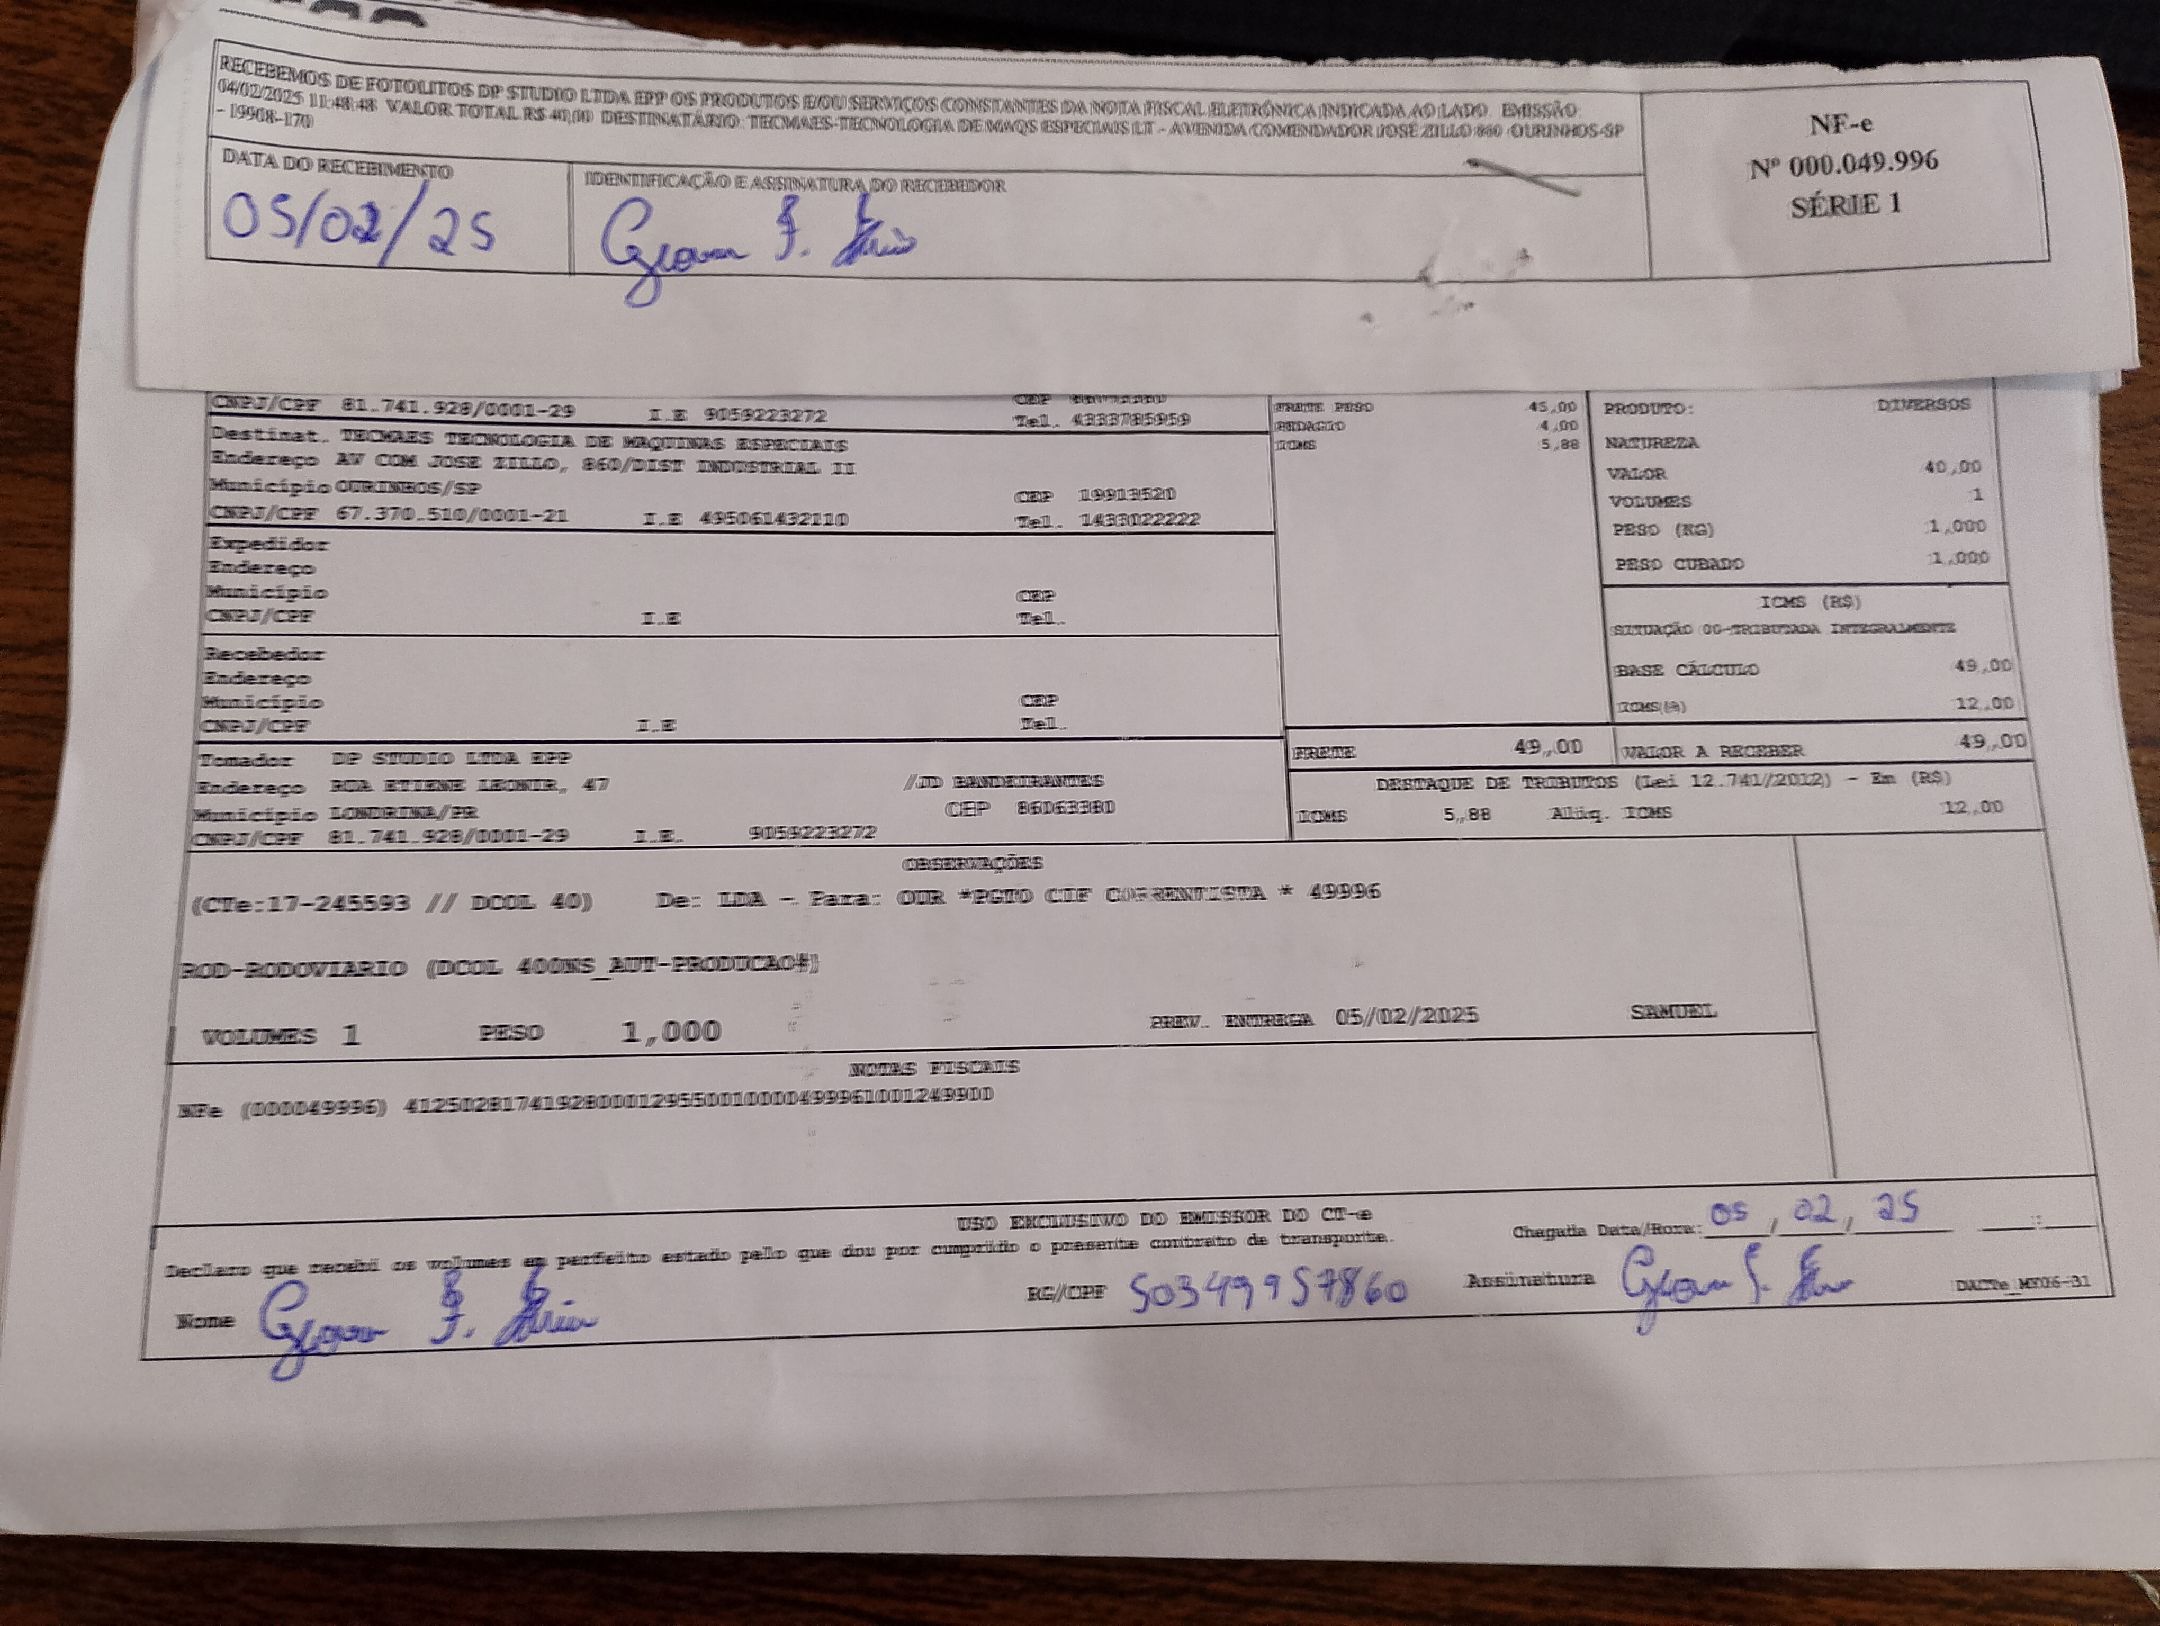 RECEBEMOS DE FOTOLITOS DP STUDIO LTDA EPP OS PRODUTOS E/OU SERVIÇOS CONSTANTES DA NOTA FISCAL ELETRÔNICA INDICADA AO LADO. EMISSÃO:
04/02/2025 11:48:48 VALOR TOTAL R$ 40,00 DESTINATÁRIO: TECMAES-TECNOLOGIA DE MAQS ESPECIAIS LT - AVENIDA COMENDADOR JOSÉ ZILLO 860 OURINHOS-SP
- 19908-170
NF-e
Nº 000.049.996
SÉRIE 1
DATA DO RECEBIMENTO
05/02/25
IDENTIFICAÇÃO E ASSINATURA DO RECEBEDOR
CNPJ/CPF 81.741.928/0001-29 I.E 9059223272 Tel. 4333785959
Destinat. TECMAES TECNOLOGIA DE MAQUINAS ESPECIAIS
Endereço AV COM JOSE ZILLO, 860/DIST INDUSTRIAL II
Município OURINHOS/SP CEP 19913520
CNPJ/CPF 67.370.510/0001-21 I.E 495061432110 Tel. 1433022222
Expedidor
Endereço
Município CEP
CNPJ/CPF I.E Tel.
Recebedor
Endereço
Município CEP
CNPJ/CPF I.E Tel.
Tomador DP STUDIO LTDA EPP
Endereço RUA ETIENE LEONIR, 47 //JD BANDEIRANTES
Município LONDRINA/PR CEP 86063380
CNPJ/CPF 81.741.928/0001-29 I.E. 9059223272
FRETE PESO 45,00
PEDAGIO 4,00
ICMS 5,88
PRODUTO: DIVERSOS
NATUREZA
VALOR 40,00
VOLUMES 1
PESO (KG) 1,000
PESO CUBADO 1,000
ICMS (R$)
SITUAÇÃO 00-TRIBUTADA INTEGRALMENTE
BASE CÁLCULO 49,00
ICMS(%) 12,00
FRETE 49,00 VALOR A RECEBER 49,00
DESTAQUE DE TRIBUTOS (Lei 12.741/2012) - Em (R$)
ICMS 5,88 Alíq. ICMS 12,00
OBSERVAÇÕES
(CTe:17-245593 // DCOL 40) De: LDA - Para: OUR *PGTO CIF CORRENTISTA * 49996
ROD-RODOVIARIO (DCOL 400NS_AUT-PRODUCAO#)
VOLUMES 1 PESO 1,000 PREV. ENTREGA 05/02/2025 SAMUEL
NOTAS FISCAIS
NFe (000049996) 41250281741928000129550010000499961001249900
USO EXCLUSIVO DO EMISSOR DO CT-e
Declaro que recebi os volumes em perfeito estado pelo que dou por cumprido o presente contrato de transporte.
Chegada Data/Hora: 05, 02, 25
Nome
RG/CPF 50349957860
Assinatura